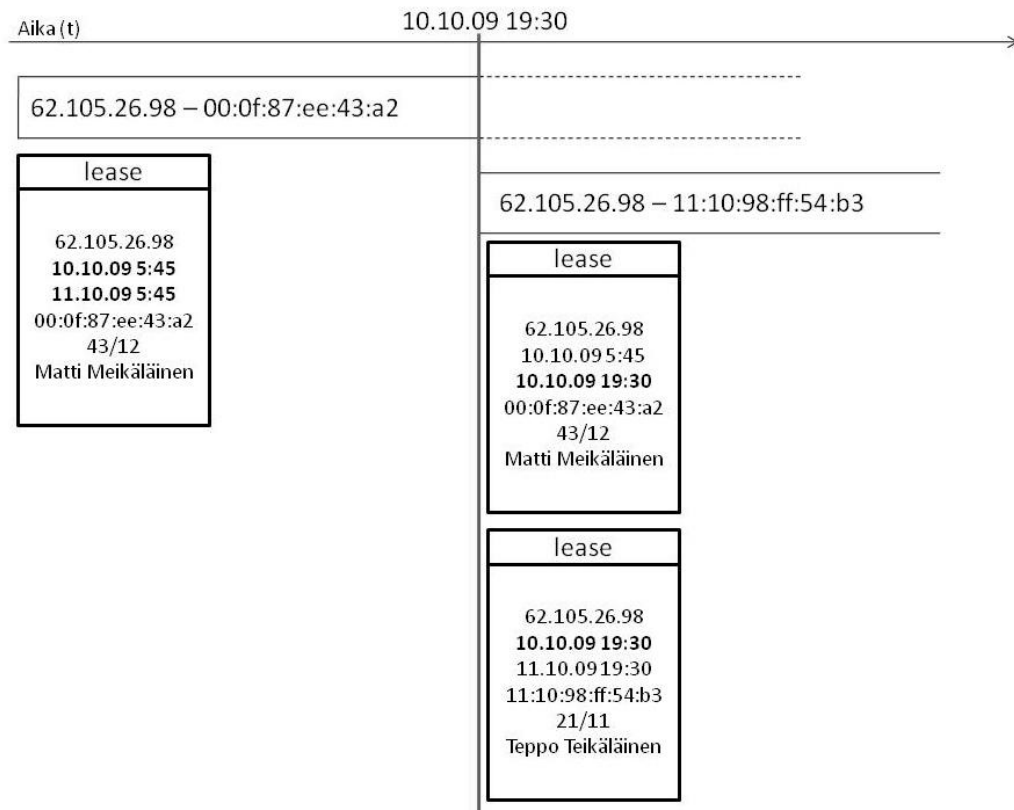 Aika (t)
10.10.09 19:30
62.105.26.98 – 00:0f:87:ee:43:a2
lease
62.105.26.98
10.10.09 5:45
11.10.09 5:45
00:0f:87:ee:43:a2
43/12
Matti Meikäläinen
62.105.26.98 – 11:10:98:ff:54:b3
lease
62.105.26.98
10.10.09 5:45
10.10.09 19:30
00:0f:87:ee:43:a2
43/12
Matti Meikäläinen
lease
62.105.26.98
10.10.09 19:30
11.10.09 19:30
11:10:98:ff:54:b3
21/11
Teppo Teikäläinen